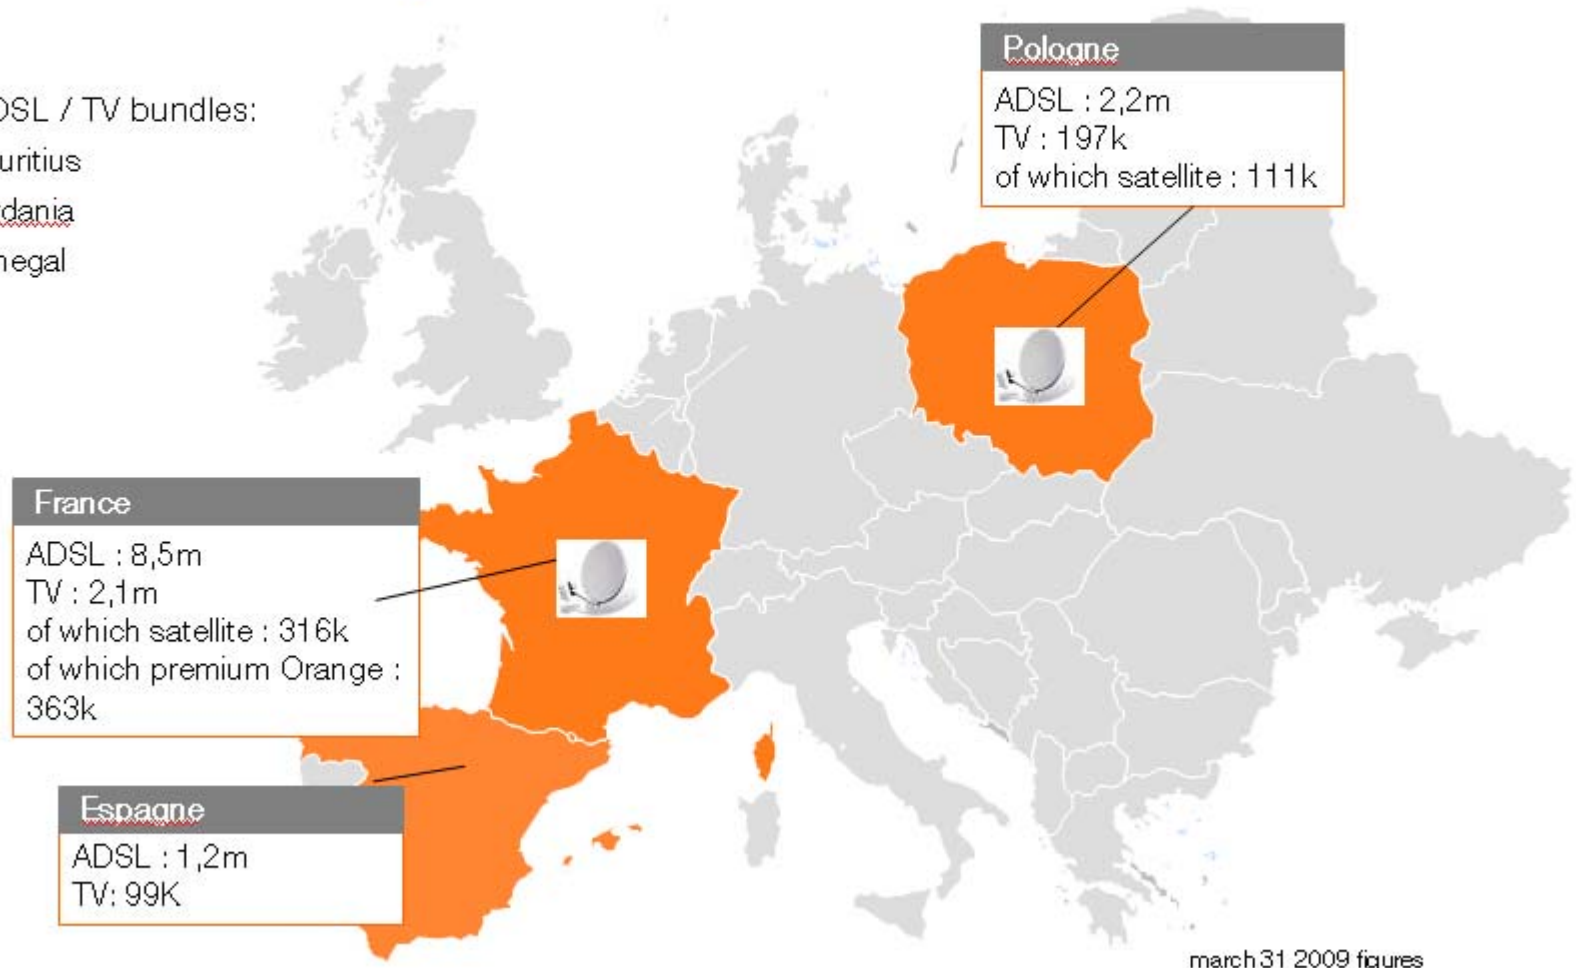 DSL / TV bundles:
uritius
rdania
negal
Pologne
ADSL : 2,2m
TV : 197k
of which satellite : 111k
France
ADSL : 8,5m
TV : 2,1m
of which satellite : 316k
of which premium Orange :
363k
Espagne
ADSL : 1,2m
TV: 99K
march 31 2009 figures